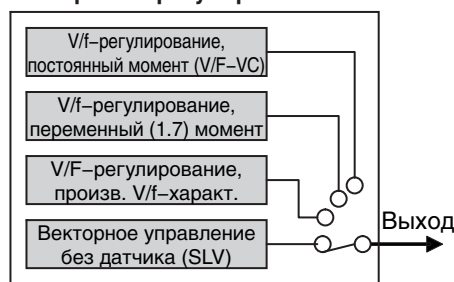 V/f–регулирование,
постоянный момент (V/F–VC)
V/f–регулирование,
переменный (1.7) момент
V/F–регулирование,
произв. V/f–характ.
Векторное управление
без датчика (SLV)
Выход